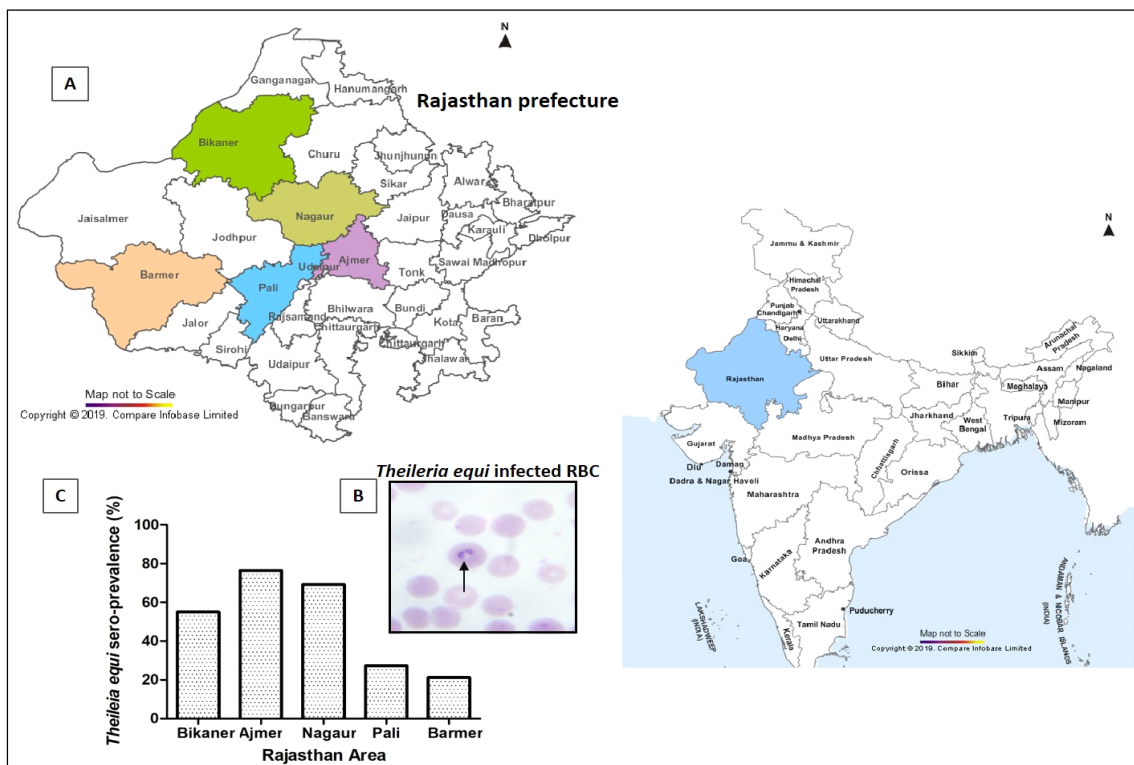 A
N
Rajasthan prefecture
Ganganagar
Hanumangarh
Bikaner
Churu
Jhunjhunun
Sikar
Alwar
Bharatpur
Jaisalmer
Nagaur
Jaipur
Dausa
Karauli
Dholpur
Jodhpur
Ajmer
Udaipur
Tonk
Sawai Madhopur
Barmer
Pali
Bhilwara
Bundi
Jalor
Rajsamand
Chittaurgarh
Kota
Baran
Sirohi
Chittaurgarh
Jhalawar
Udaipur
Dungarpur
Banswara
Map not to Scale
Copyright © 2019. Compare Infobase Limited
N
Jammu & Kashmir
Himachal
Pradesh
Punjab
Chandigarh
Uttarakhand
Haryana
Delhi
Rajasthan
Uttar Pradesh
Sikkim
Arunachal
Pradesh
Assam
Nagaland
Bihar
Meghalaya
Manipur
Jharkhand
West
Bengal
Tripura
Mizoram
Gujarat
Madhya Pradesh
Chhattisgarh
Orissa
Diu
Daman
Dadra & Nagar Haveli
Maharashtra
Andhra
Pradesh
Goa
Karnataka
Puducherry
Tamil Nadu
Kerala
LAKSHADWEEP
(INDIA)
ANDAMAN & NICOBAR ISLANDS
(INDIA)
Map not to Scale
Copyright © 2019. Compare Infobase Limited
C
B
Theileria equi infected RBC
Theileia equi sero-prevalence (%)
100
80
60
40
20
0
Bikaner Ajmer Nagaur Pali Barmer
Rajasthan Area